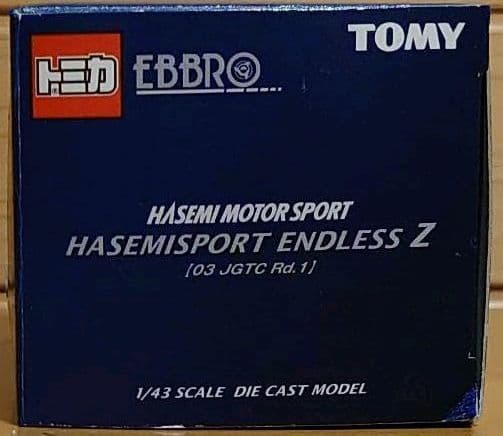 トミカ EBBRO TOMY
HASEMI MOTOR SPORT
HASEMISPORT ENDLESS Z
[03 JGTC Rd.1]
1/43 SCALE DIE CAST MODEL